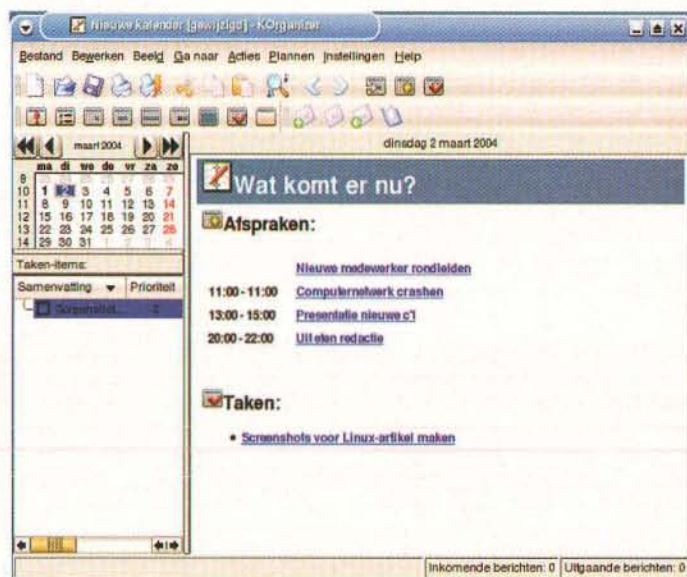 Nieuwe kalender [gewijzigd] - KOrganizer
Bestand Bewerken Beeld Ga naar Acties Plannen Instellingen Help
maart 2004
ma di wo do vr za zo
9
10 1 2 3 4 5 6 7
11 8 9 10 11 12 13 14
12 15 16 17 18 19 20 21
13 22 23 24 25 26 27 28
14 29 30 31 1 2 3 4
Taken-items:
Samenvatting Prioriteit
Screenshot...
dinsdag 2 maart 2004
Wat komt er nu?
Afspraken:
Nieuwe medewerker rondleiden
11:00 - 11:00 Computernetwerk crashen
13:00 - 15:00 Presentatie nieuwe c't
20:00 - 22:00 Uit eten redactie
Taken:
• Screenshots voor Linux-artikel maken
Inkomende berichten: 0 Uitgaande berichten: 0